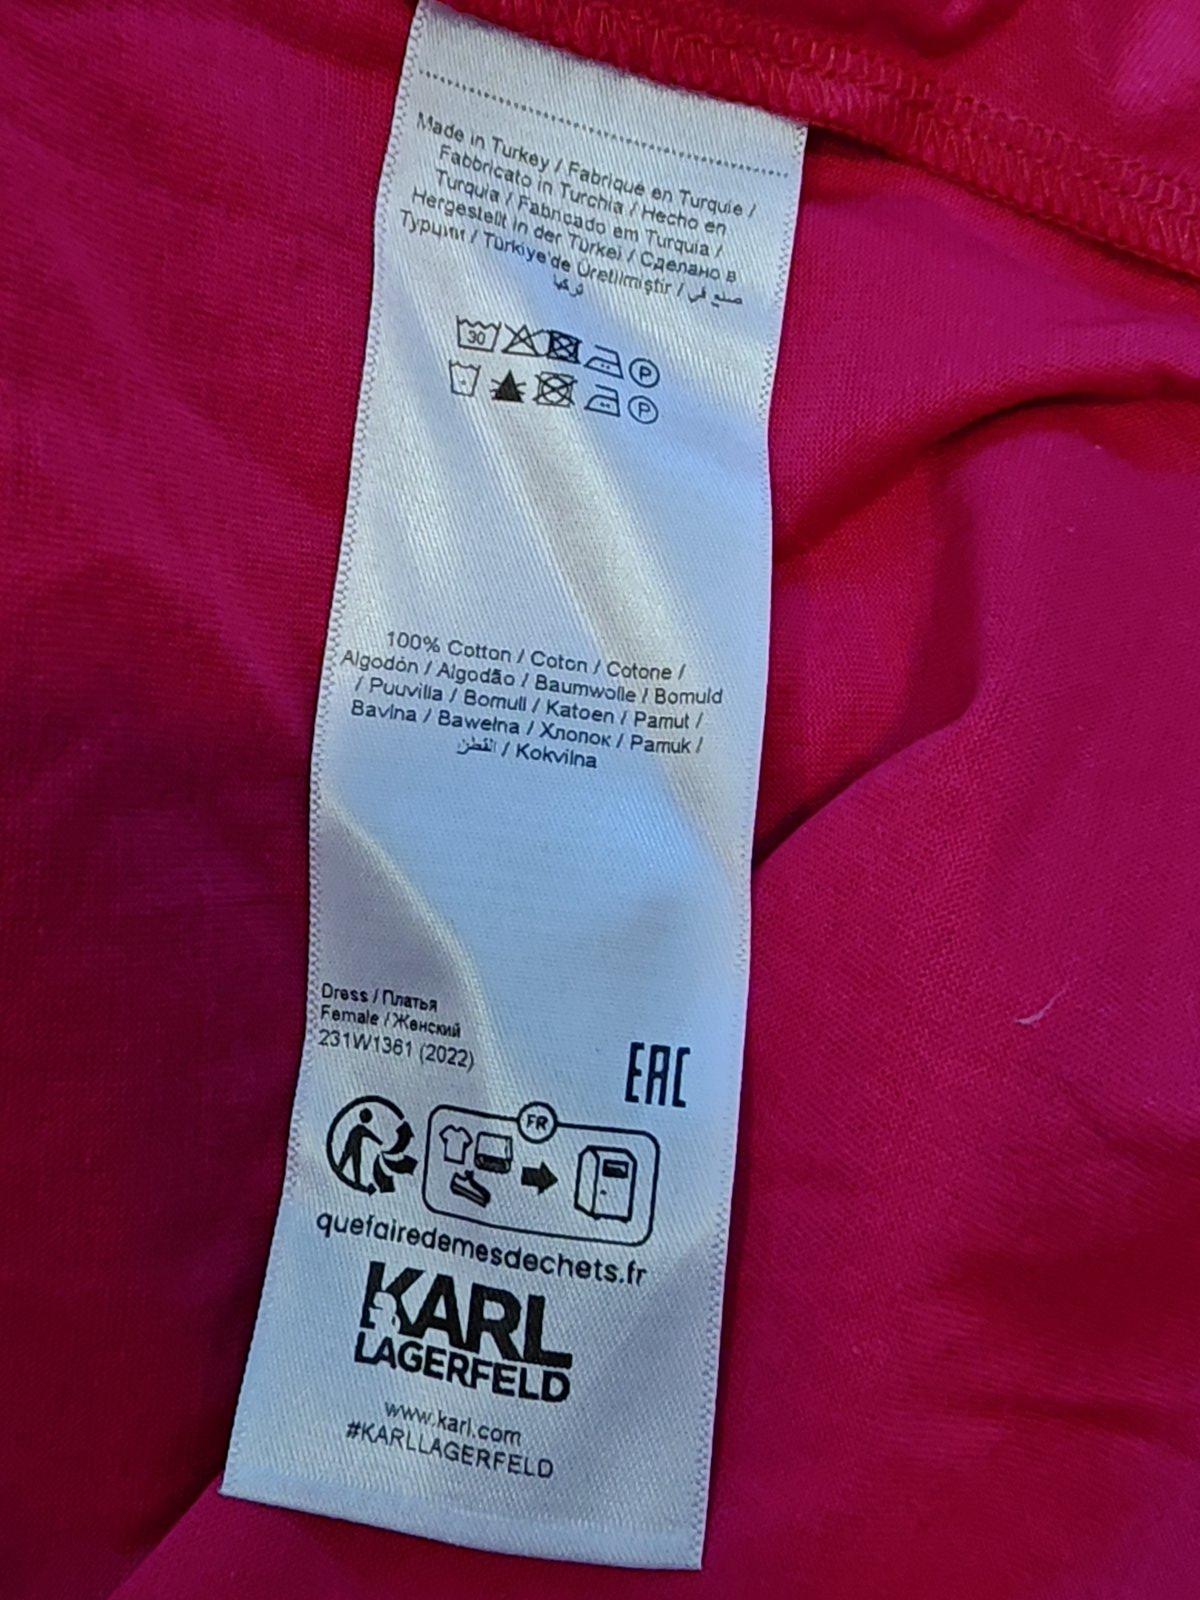 Made in Turkey / Fabriqué en Turquie /
Fabbricato in Turchia / Hecho en
Turquía / Fabricado em Turquia /
Hergestellt in der Türkei / Сделано в
Турции / Türkiye'de Üretilmiştir / صنع في
تركيا
30
P
P
100% Cotton / Coton / Cotone /
Algodón / Algodão / Baumwolle / Bomuld
/ Puuvilla / Bomull / Katoen / Pamut /
Bavlna / Bawełna / Хлопок / Pamuk /
القطن / Kokvilna
Dress / Платья
Female / Женский
231W1361 (2022)
EAC
FR
quefairedemesdechets.fr
KARL
LAGERFELD
www.karl.com
#KARLLAGERFELD